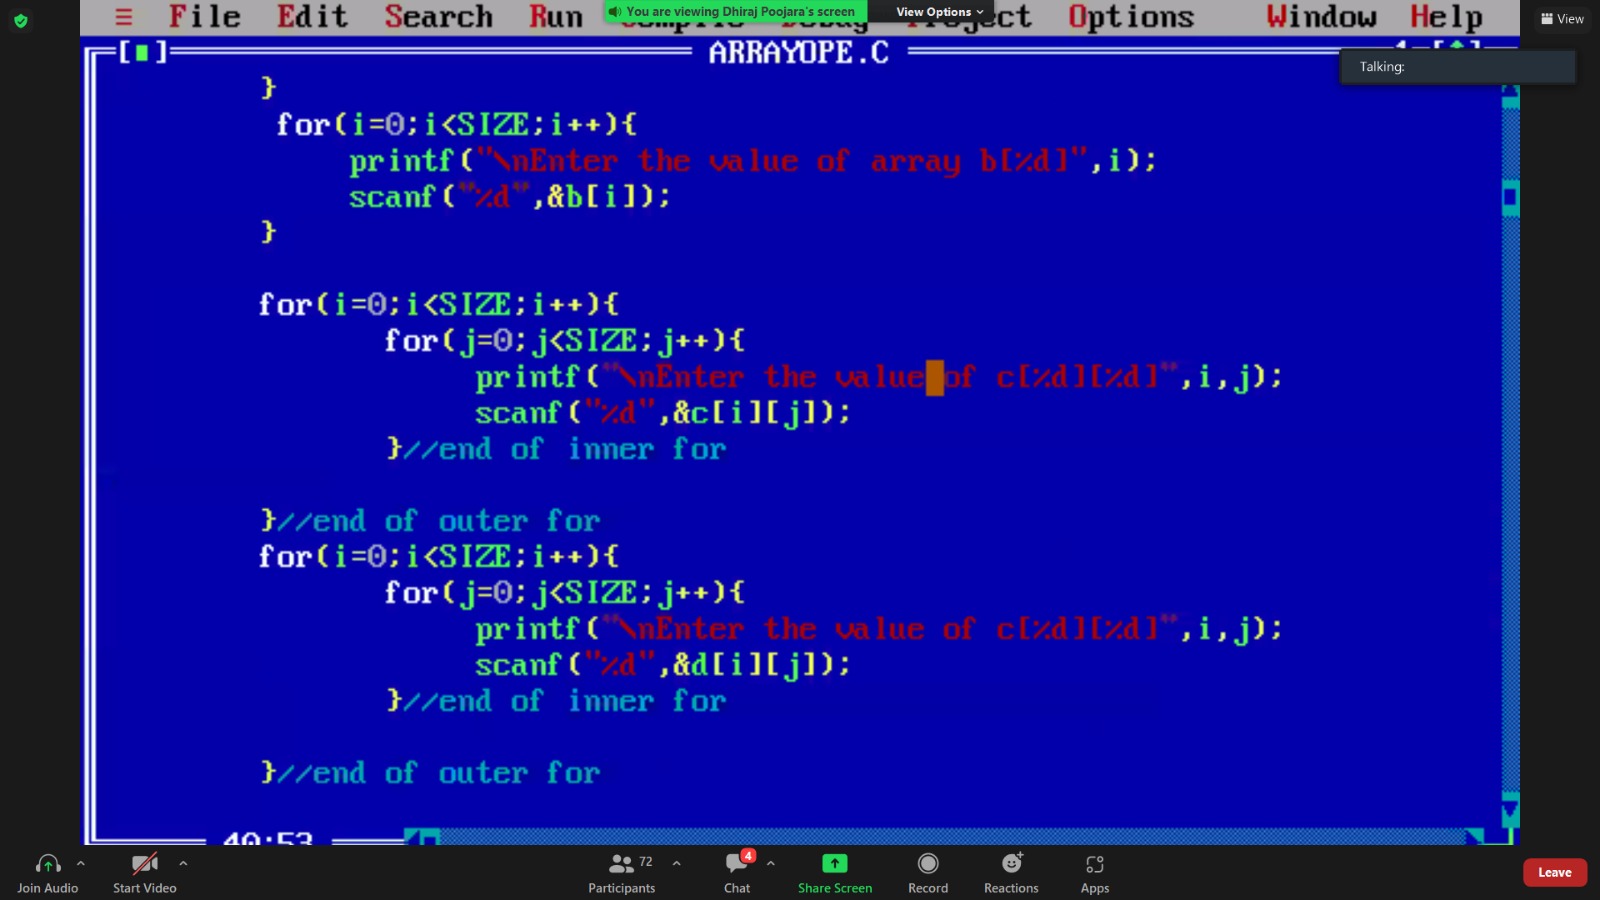 File Edit Search Run Compile Debug Project Options Window Help
You are viewing Dhiraj Poojara's screen View Options
View
ARRAYOPE.C
Talking:
}
for(i=0;i<SIZE;i++){
printf("\nEnter the value of array b[%d]",i);
scanf("%d",&b[i]);
}
for(i=0;i<SIZE;i++){
for(j=0;j<SIZE;j++){
printf("\nEnter the value of c[%d][%d]",i,j);
scanf("%d",&c[i][j]);
}//end of inner for
}//end of outer for
for(i=0;i<SIZE;i++){
for(j=0;j<SIZE;j++){
printf("\nEnter the value of c[%d][%d]",i,j);
scanf("%d",&d[i][j]);
}//end of inner for
}//end of outer for
40:53
72
4
Join Audio Start Video Participants Chat Share Screen Record Reactions Apps Leave